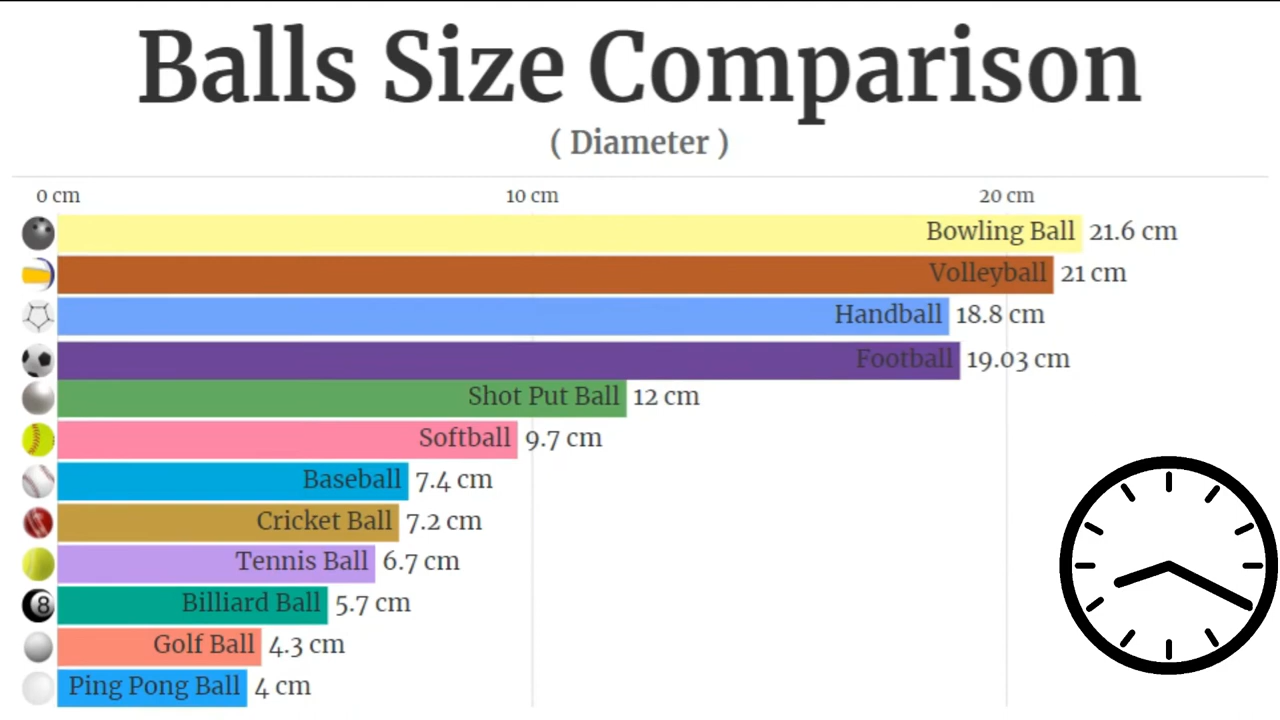 Balls Size Comparison
( Diameter )
0 cm 10 cm 20 cm
Bowling Ball 21.6 cm
Volleyball 21 cm
Handball 18.8 cm
Football 19.03 cm
Shot Put Ball 12 cm
Softball 9.7 cm
Baseball 7.4 cm
Cricket Ball 7.2 cm
Tennis Ball 6.7 cm
8 Billiard Ball 5.7 cm
Golf Ball 4.3 cm
Ping Pong Ball 4 cm